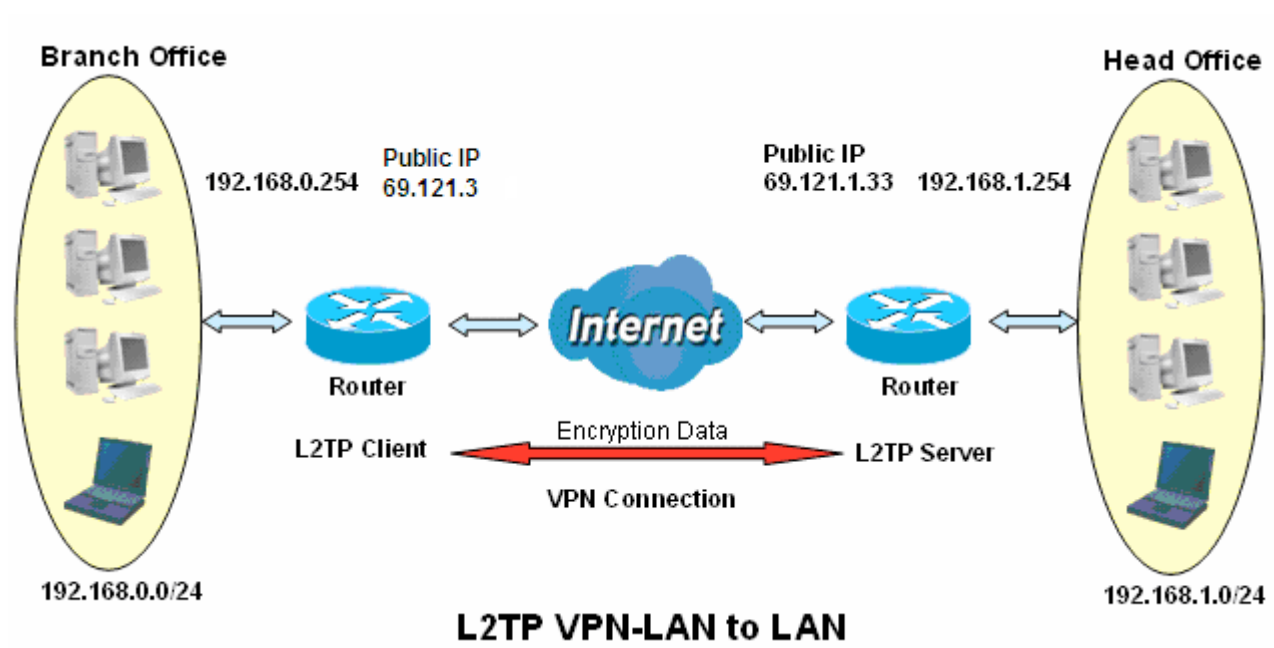 Branch Office
Head Office
192.168.0.254
Public IP
69.121.3
Public IP
69.121.1.33
192.168.1.254
Internet
Router
Router
L2TP Client
Encryption Data
L2TP Server
VPN Connection
192.168.0.0/24
192.168.1.0/24
L2TP VPN-LAN to LAN